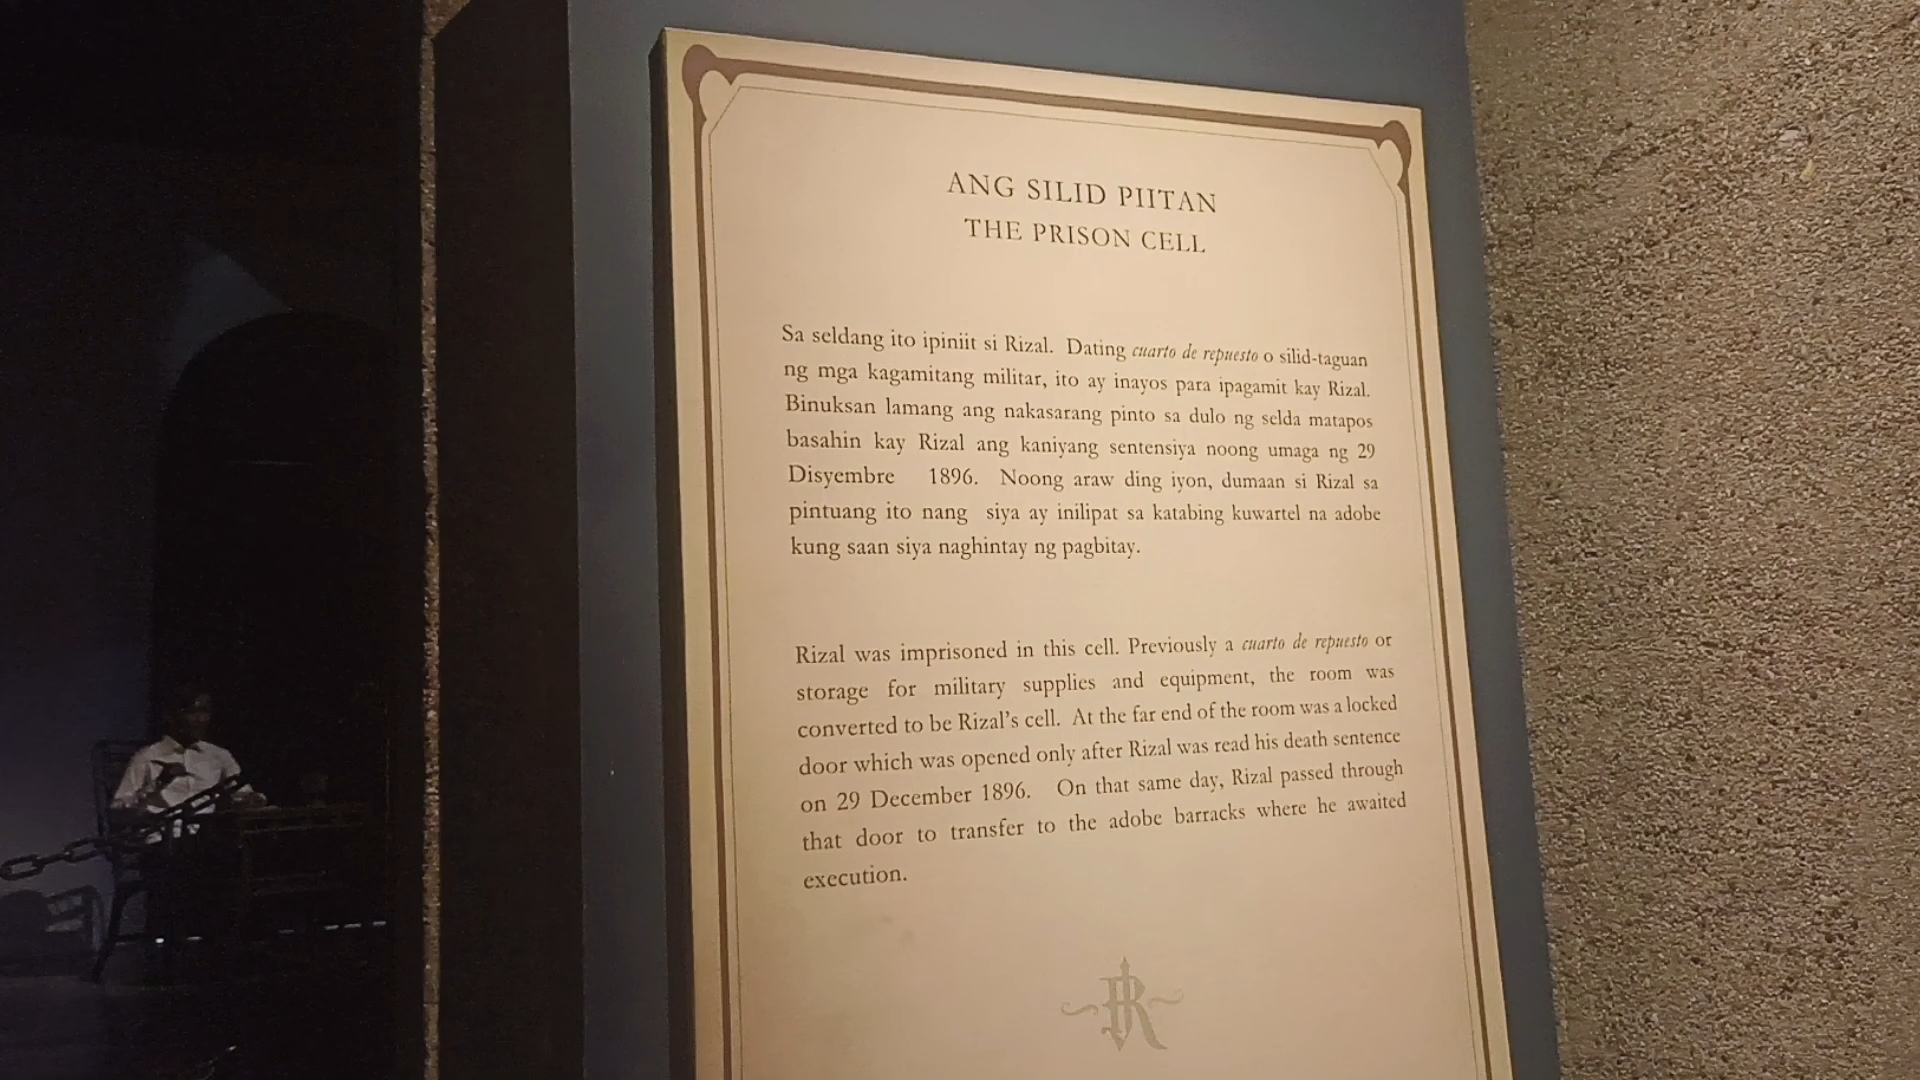 ANG SILID PIITAN
THE PRISON CELL
Sa seldang ito ipiniit si Rizal. Dating cuarto de repuesto o silid-taguan
ng mga kagamitang militar, ito ay inayos para ipagamit kay Rizal.
Binuksan lamang ang nakasarang pinto sa dulo ng selda matapos
basahin kay Rizal ang kaniyang sentensiya noong umaga ng 29
Disyembre 1896. Noong araw ding iyon, dumaan si Rizal sa
pintuang ito nang siya ay inilipat sa katabing kuwartel na adobe
kung saan siya naghintay ng pagbitay.
Rizal was imprisoned in this cell. Previously a cuarto de repuesto or
storage for military supplies and equipment, the room was
converted to be Rizal's cell. At the far end of the room was a locked
door which was opened only after Rizal was read his death sentence
on 29 December 1896. On that same day, Rizal passed through
that door to transfer to the adobe barracks where he awaited
execution.
JR